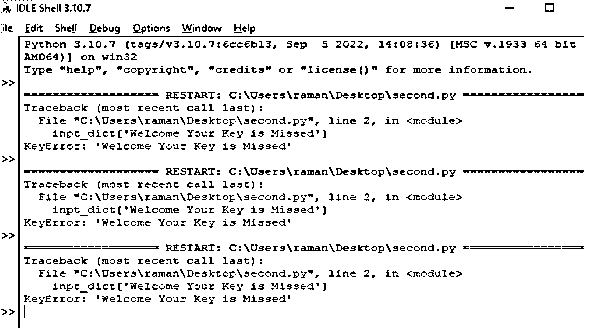 IDLE Shell 3.10.7
ile Edit Shell Debug Options Window Help
Python 3.10.7 (tags/v3.10.7:6cc6b13, Sep 5 2022, 14:08:36) [MSC v.1933 64 bit
AMD64)] on win32
Type "help", "copyright", "credits" or "license()" for more information.
>>
=================== RESTART: C:\Users\raman\Desktop\second.py ==================
Traceback (most recent call last):
File "C:\Users\raman\Desktop\second.py", line 2, in <module>
inpt_dict['Welcome Your Key is Missed']
KeyError: 'Welcome Your Key is Missed'
>>
=================== RESTART: C:\Users\raman\Desktop\second.py ==================
Traceback (most recent call last):
File "C:\Users\raman\Desktop\second.py", line 2, in <module>
inpt_dict['Welcome Your Key is Missed']
KeyError: 'Welcome Your Key is Missed'
>>
=================== RESTART: C:\Users\raman\Desktop\second.py ==================
Traceback (most recent call last):
File "C:\Users\raman\Desktop\second.py", line 2, in <module>
inpt_dict['Welcome Your Key is Missed']
KeyError: 'Welcome Your Key is Missed'
>>